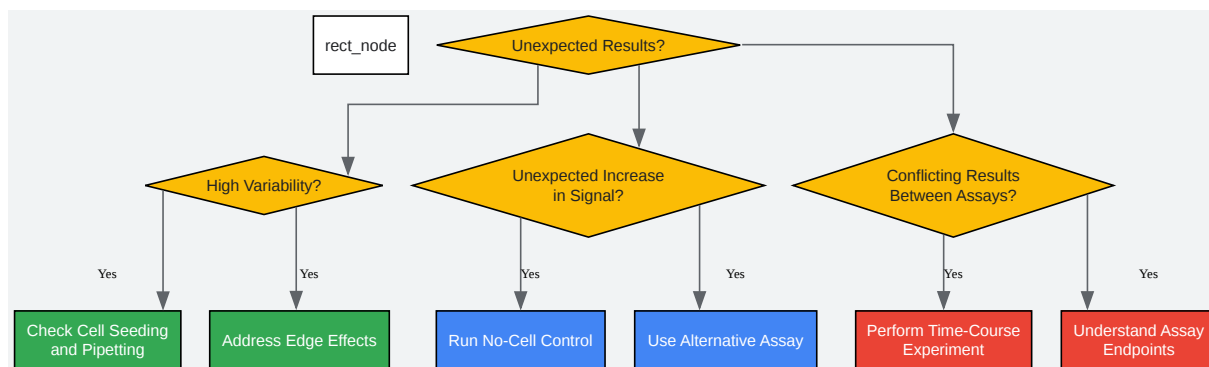 rect_node
Unexpected Results?
High Variability?
Unexpected Increase
in Signal?
Conflicting Results
Between Assays?
Yes
Yes
Yes
Yes
Yes
Yes
Check Cell Seeding
and Pipetting
Address Edge Effects
Run No-Cell Control
Use Alternative Assay
Perform Time-Course
Experiment
Understand Assay
Endpoints